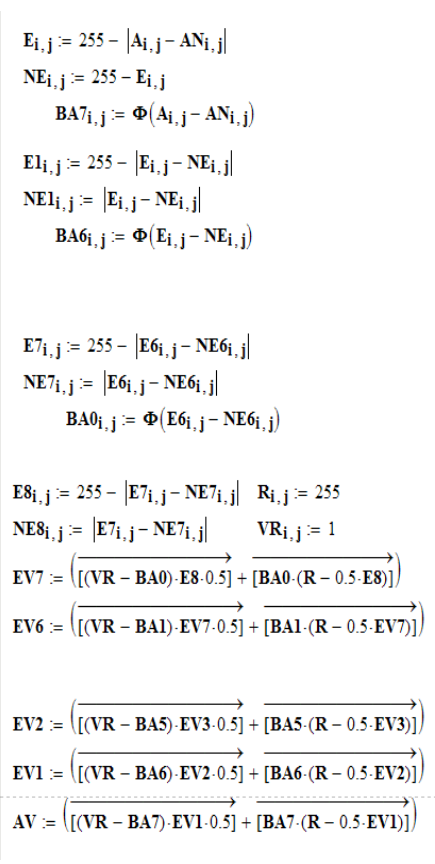 E_{i,j} := 255 − |A_{i,j} − AN_{i,j}|
NE_{i,j} := 255 − E_{i,j}
BA7_{i,j} := Φ(A_{i,j} − AN_{i,j})
E1_{i,j} := 255 − |E_{i,j} − NE_{i,j}|
NE1_{i,j} := |E_{i,j} − NE_{i,j}|
BA6_{i,j} := Φ(E_{i,j} − NE_{i,j})
E7_{i,j} := 255 − |E6_{i,j} − NE6_{i,j}|
NE7_{i,j} := |E6_{i,j} − NE6_{i,j}|
BA0_{i,j} := Φ(E6_{i,j} − NE6_{i,j})
E8_{i,j} := 255 − |E7_{i,j} − NE7_{i,j}| R_{i,j} := 255
NE8_{i,j} := |E7_{i,j} − NE7_{i,j}| VR_{i,j} := 1
EV7 := ([(VR − BA0)·E8·0.5] + [BA0·(R − 0.5·E8)])
EV6 := ([(VR − BA1)·EV7·0.5] + [BA1·(R − 0.5·EV7)])
EV2 := ([(VR − BA5)·EV3·0.5] + [BA5·(R − 0.5·EV3)])
EV1 := ([(VR − BA6)·EV2·0.5] + [BA6·(R − 0.5·EV2)])
AV := ([(VR − BA7)·EV1·0.5] + [BA7·(R − 0.5·EV1)])